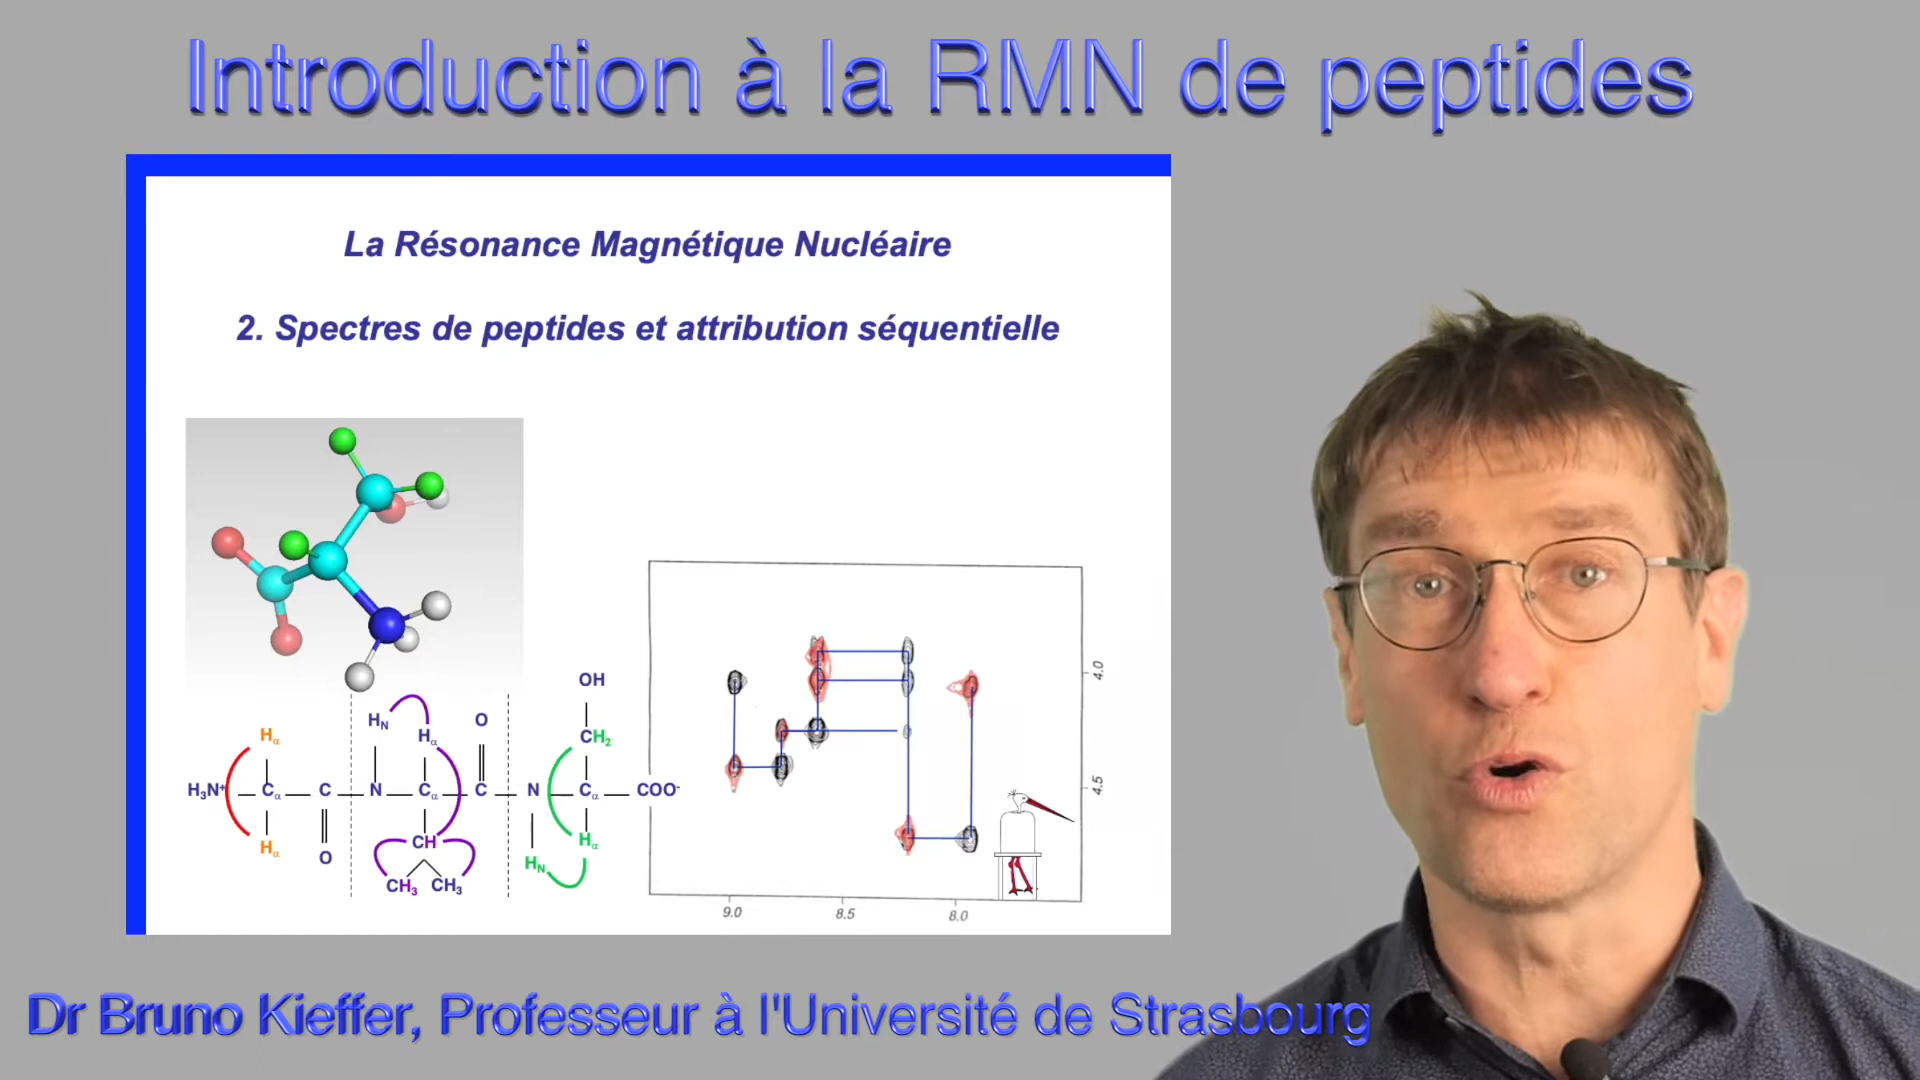 Introduction à la RMN de peptides
La Résonance Magnétique Nucléaire
2. Spectres de peptides et attribution séquentielle
OH
HN Hα O CH2
Hα
H3N+ Cα C N Cα C N Cα COO-
Hα O CH HN Hα
CH3 CH3
4.0
4.5
9.0 8.5 8.0
Dr Bruno Kieffer, Professeur à l'Université de Strasbourg